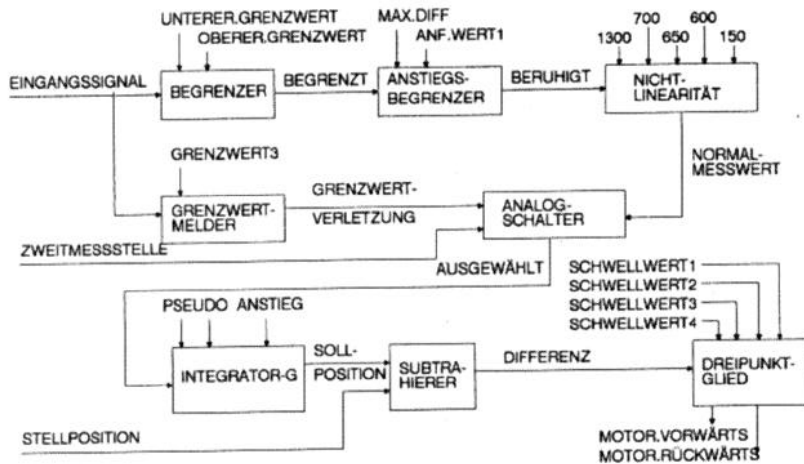 UNTERER.GRENZWERT
OBERER.GRENZWERT
MAX.DIFF
ANF.WERT1
1300
700
650
600
150
EINGANGSSIGNAL
BEGRENZER
BEGRENZT
ANSTIEGS-
BEGRENZER
BERUHIGT
NICHT-
LINEARITÄT
GRENZWERT3
GRENZWERT-
MELDER
GRENZWERT-
VERLETZUNG
ANALOG-
SCHALTER
NORMAL-
MESSWERT
ZWEITMESSSTELLE
AUSGEWÄHLT
SCHWELLWERT1
SCHWELLWERT2
SCHWELLWERT3
SCHWELLWERT4
PSEUDO ANSTIEG
INTEGRATOR-G
SOLL-
POSITION
SUBTRA-
HIERER
DIFFERENZ
DREIPUNKT-
GLIED
STELLPOSITION
MOTOR.VORWÄRTS
MOTOR.RÜCKWÄRTS